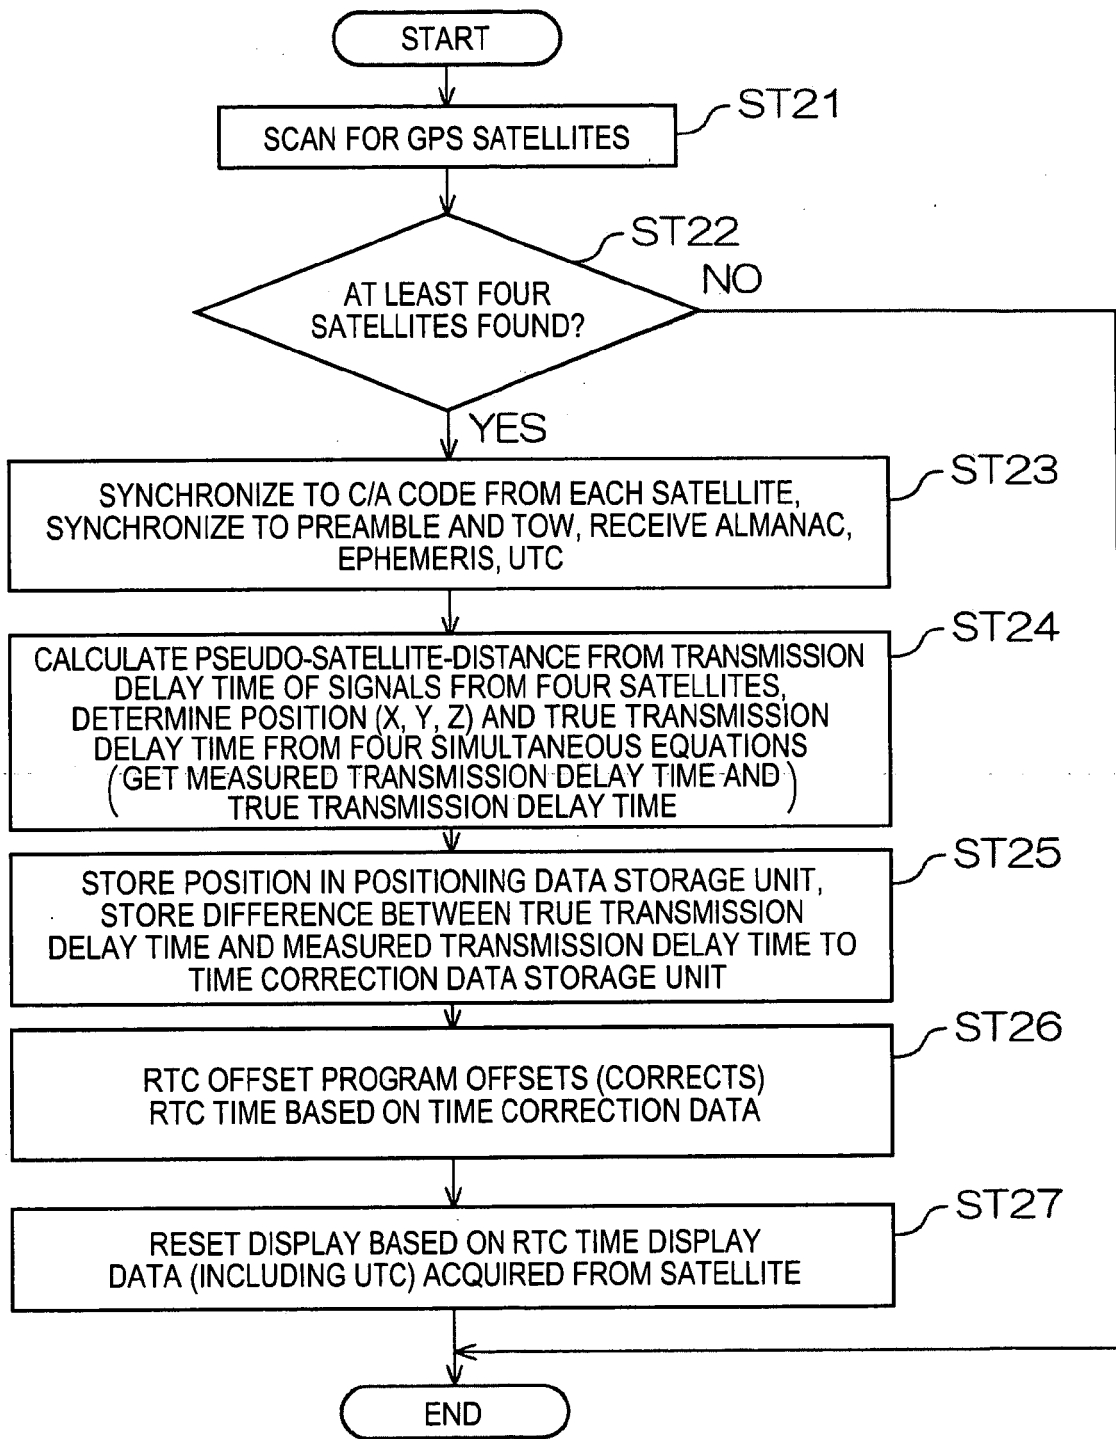 START
ST21
SCAN FOR GPS SATELLITES
ST22
NO
AT LEAST FOUR
SATELLITES FOUND?
YES
ST23
SYNCHRONIZE TO C/A CODE FROM EACH SATELLITE,
SYNCHRONIZE TO PREAMBLE AND TOW, RECEIVE ALMANAC,
EPHEMERIS, UTC
ST24
CALCULATE PSEUDO-SATELLITE-DISTANCE FROM TRANSMISSION
DELAY TIME OF SIGNALS FROM FOUR SATELLITES,
DETERMINE POSITION (X, Y, Z) AND TRUE TRANSMISSION
DELAY TIME FROM FOUR SIMULTANEOUS EQUATIONS
(GET MEASURED TRANSMISSION DELAY TIME AND
TRUE TRANSMISSION DELAY TIME)
ST25
STORE POSITION IN POSITIONING DATA STORAGE UNIT,
STORE DIFFERENCE BETWEEN TRUE TRANSMISSION
DELAY TIME AND MEASURED TRANSMISSION DELAY TIME TO
TIME CORRECTION DATA STORAGE UNIT
ST26
RTC OFFSET PROGRAM OFFSETS (CORRECTS)
RTC TIME BASED ON TIME CORRECTION DATA
ST27
RESET DISPLAY BASED ON RTC TIME DISPLAY
DATA (INCLUDING UTC) ACQUIRED FROM SATELLITE
END